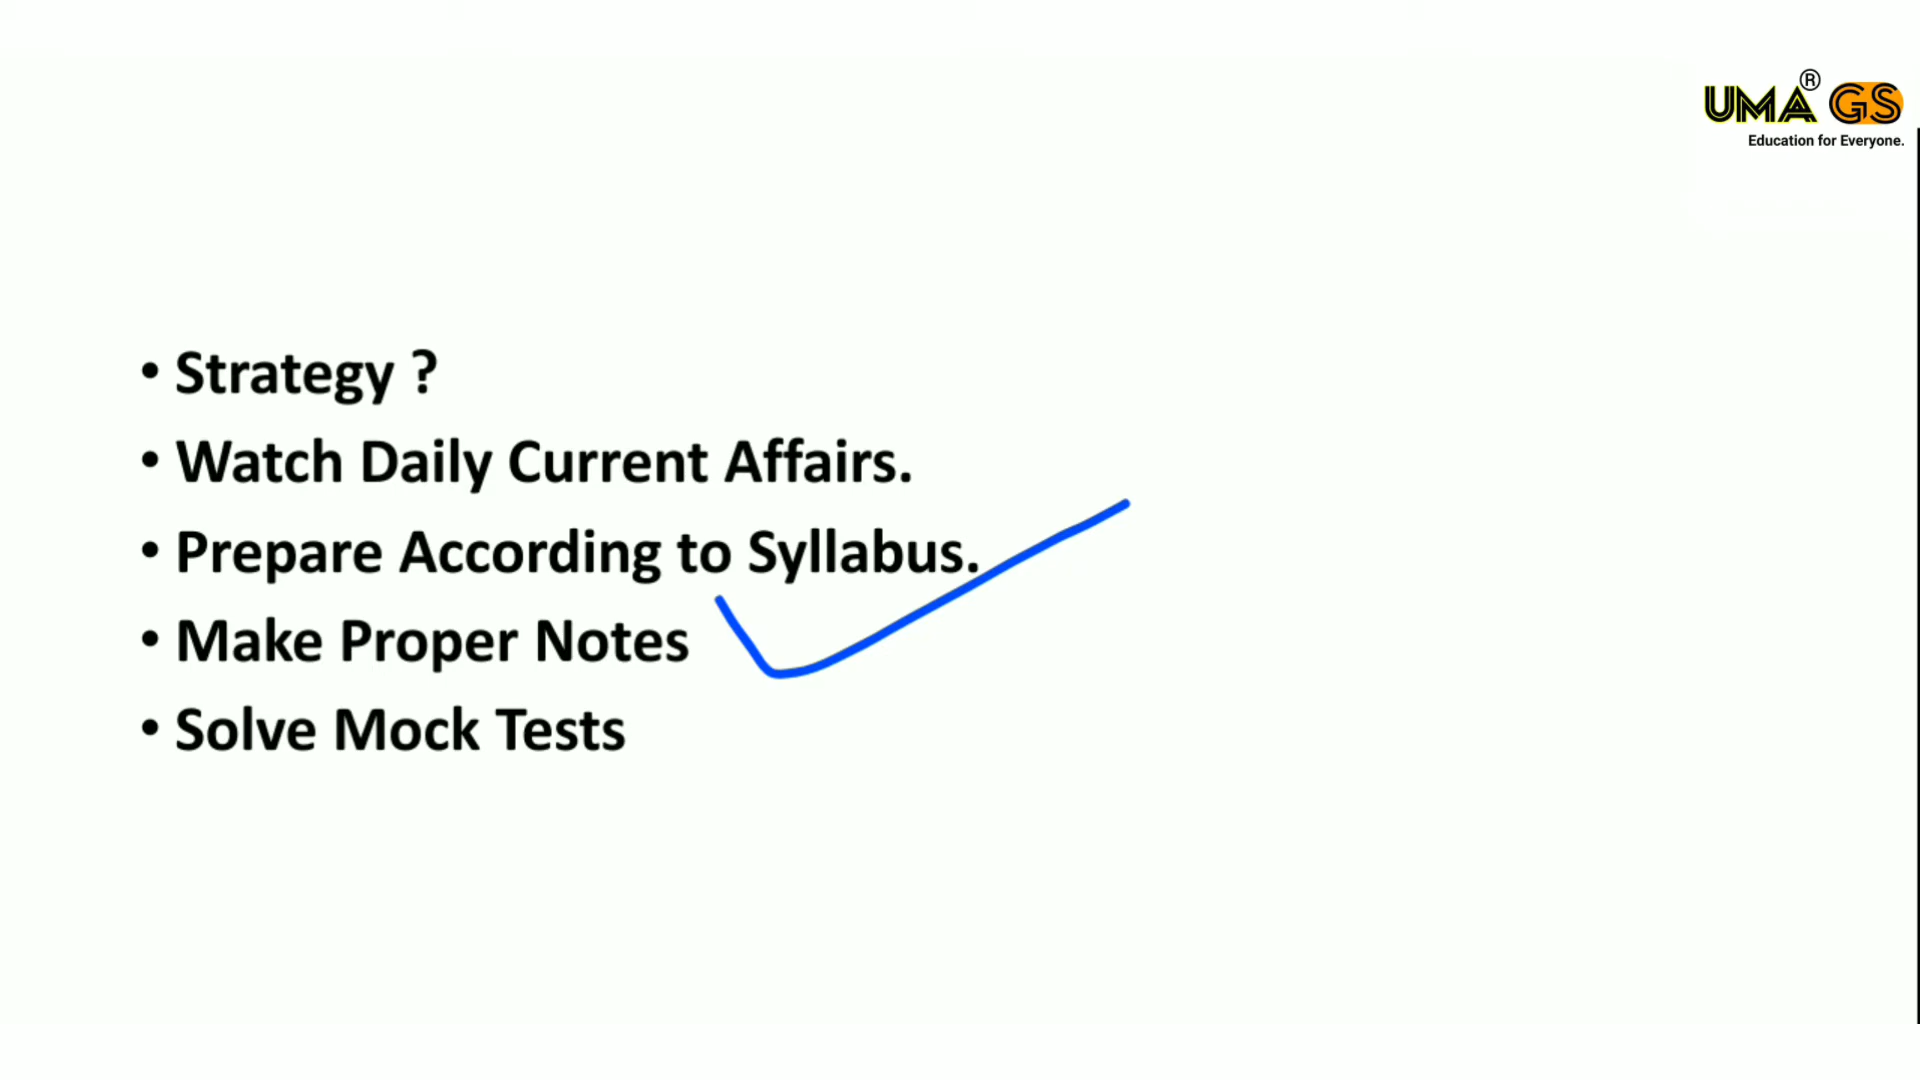 UMA® GS
Education for Everyone.
• Strategy ?
• Watch Daily Current Affairs.
• Prepare According to Syllabus.
• Make Proper Notes
• Solve Mock Tests